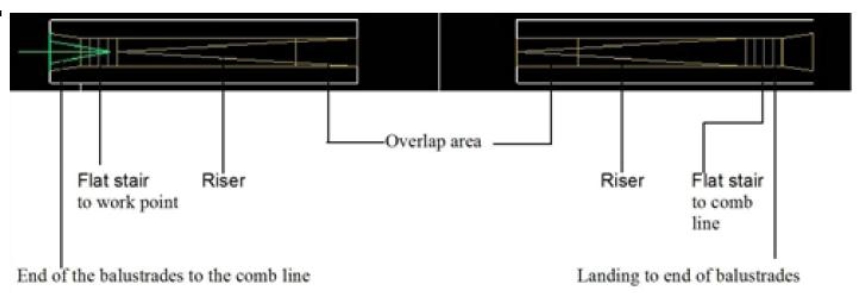 Overlap area
Flat stair
to work point
Riser
Riser
Flat stair
to comb
line
End of the balustrades to the comb line
Landing to end of balustrades